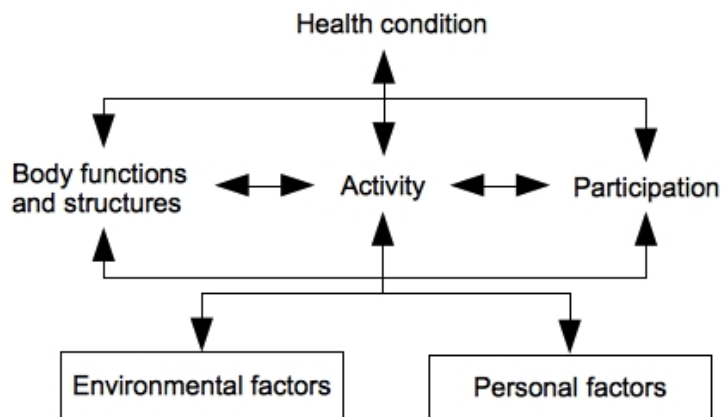 Health condition
Body functions
and structures
Activity
Participation
Environmental factors
Personal factors